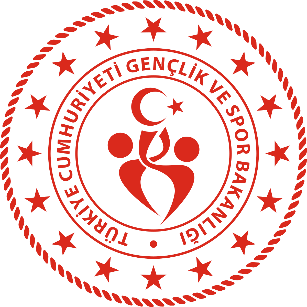 TÜRKİYE CUMHURİYETİ GENÇLİK VE SPOR BAKANLIĞI